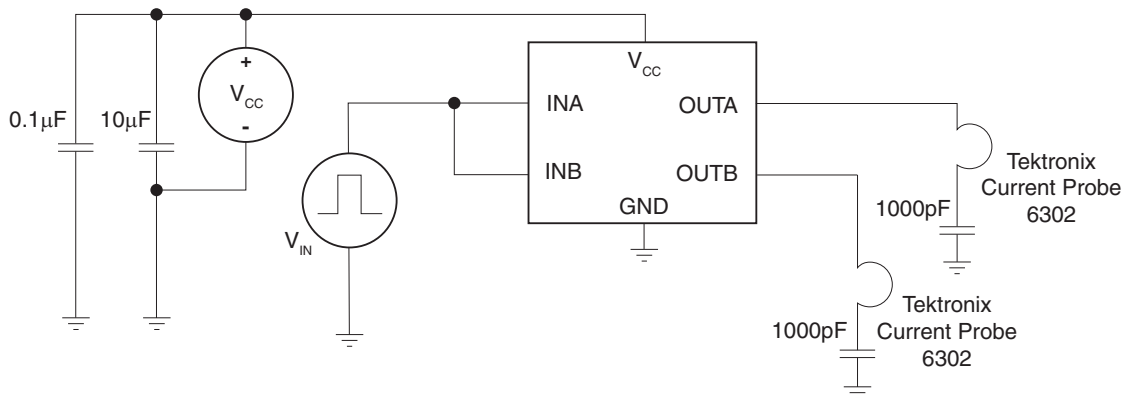 V_CC
+
V_CC
-
0.1µF
10µF
INA
OUTA
INB
OUTB
GND
V_IN
Tektronix
Current Probe
6302
1000pF
Tektronix
Current Probe
6302
1000pF